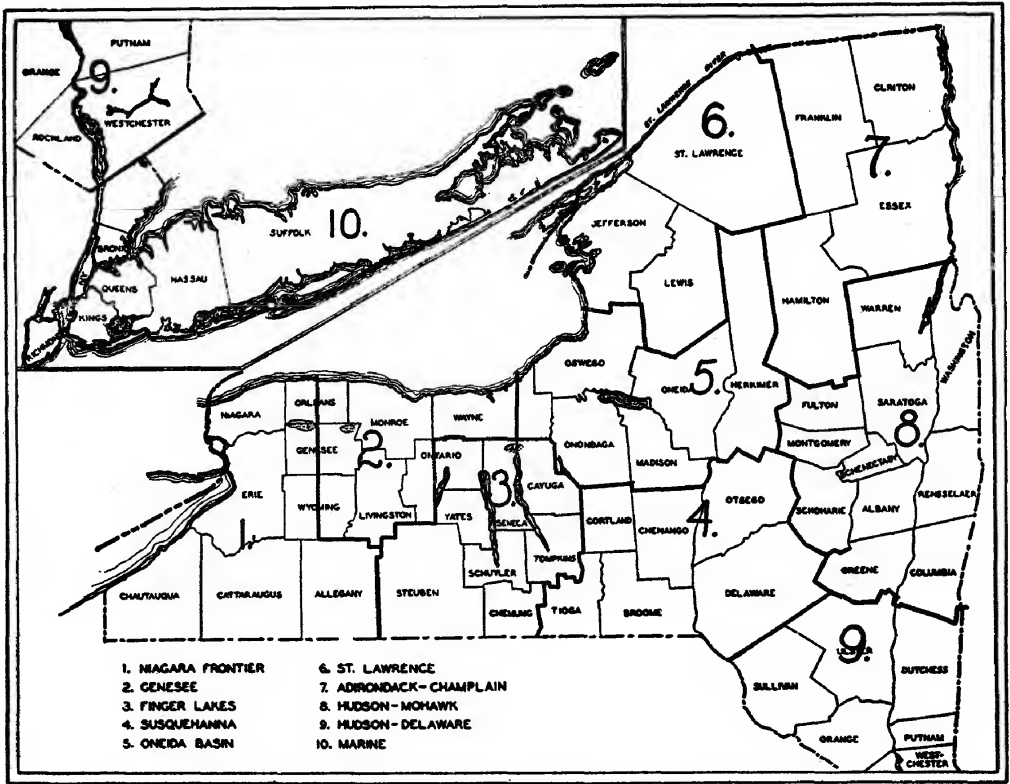 PUTNAM
ORANGE
9.
WESTCHESTER
ROCKLAND
BRONX
QUEENS
NASSAU
KINGS
RICHMOND
SUFFOLK
10.
ST. LAWRENCE RIVER
6.
ST. LAWRENCE
FRANKLIN
CLINTON
7.
ESSEX
JEFFERSON
LEWIS
HAMILTON
WARREN
WASHINGTON
OSWEGO
ONEIDA
5.
HERKIMER
FULTON
SARATOGA
8.
MONTGOMERY
SCHENECTADY
NIAGARA
ORLEANS
MONROE
WAYNE
GENESEE
2.
ONTARIO
3.
CAYUGA
ONONDAGA
MADISON
ERIE
WYOMING
LIVINGSTON
YATES
SENECA
CORTLAND
CHENANGO
4.
OTSEGO
SCHOHARIE
ALBANY
RENSSELAER
TOMPKINS
SCHUYLER
CHAUTAUQUA
CATTARAUGUS
ALLEGANY
STEUBEN
CHEMUNG
TIOGA
BROOME
DELAWARE
GREENE
COLUMBIA
9.
ULSTER
SULLIVAN
DUTCHESS
ORANGE
PUTNAM
WEST-
CHESTER
1. NIAGARA FRONTIER
2. GENESEE
3. FINGER LAKES
4. SUSQUEHANNA
5. ONEIDA BASIN
6. ST. LAWRENCE
7. ADIRONDACK-CHAMPLAIN
8. HUDSON-MOHAWK
9. HUDSON-DELAWARE
10. MARINE